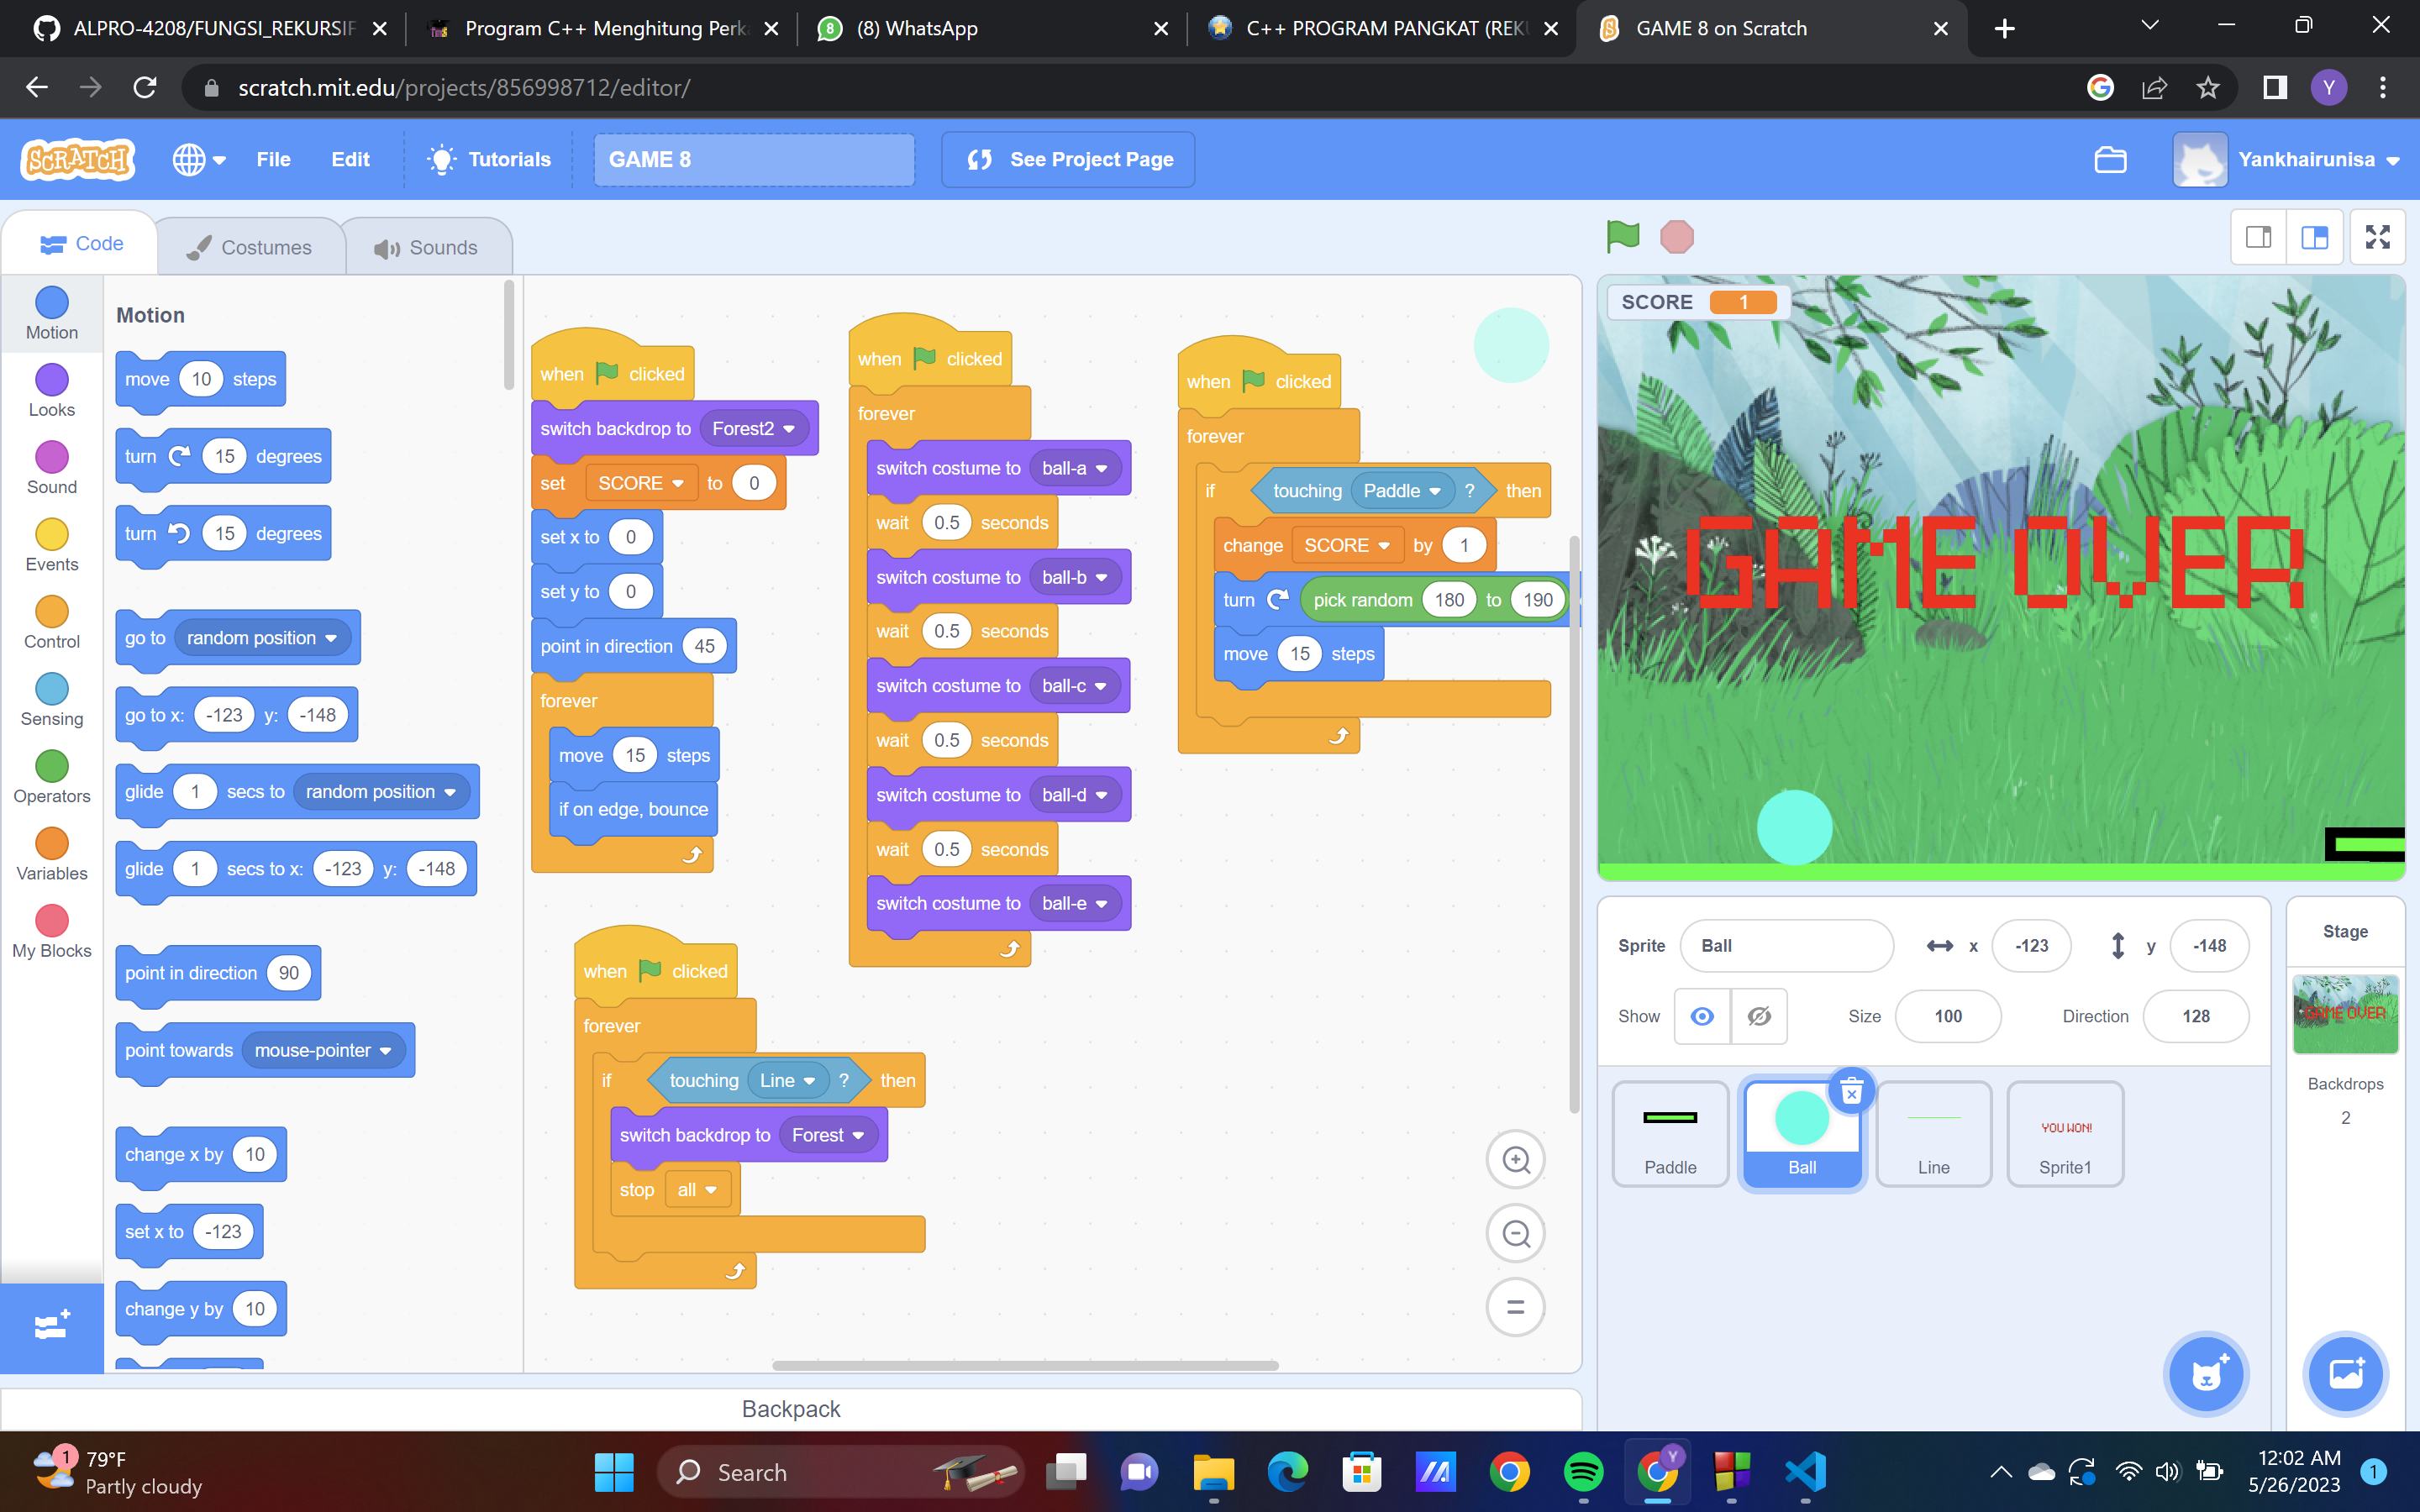 ALPRO-4208/FUNGSI_REKURSIF
Program C++ Menghitung Perka
8 (8) WhatsApp
C++ PROGRAM PANGKAT (REKU
GAME 8 on Scratch
scratch.mit.edu/projects/856998712/editor/
Y
SCRATCH
File
Edit
Tutorials
GAME 8
See Project Page
Yankhairunisa
Code
Costumes
Sounds
Motion
Looks
Sound
Events
Control
Sensing
Operators
Variables
My Blocks
Motion
move 10 steps
turn 15 degrees
turn 15 degrees
go to random position
go to x: -123 y: -148
glide 1 secs to random position
glide 1 secs to x: -123 y: -148
point in direction 90
point towards mouse-pointer
change x by 10
set x to -123
change y by 10
when clicked
switch backdrop to Forest2
set SCORE to 0
set x to 0
set y to 0
point in direction 45
forever
move 15 steps
if on edge, bounce
when clicked
forever
if touching Line ? then
switch backdrop to Forest
stop all
when clicked
forever
switch costume to ball-a
wait 0.5 seconds
switch costume to ball-b
wait 0.5 seconds
switch costume to ball-c
wait 0.5 seconds
switch costume to ball-d
wait 0.5 seconds
switch costume to ball-e
when clicked
forever
if touching Paddle ? then
change SCORE by 1
turn pick random 180 to 190
move 15 steps
Backpack
SCORE 1
GAME OVER
Sprite Ball x -123 y -148
Show Size 100 Direction 128
Paddle
Ball
Line
YOU WON!
Sprite1
Stage
GAME OVER
Backdrops
2
1
79°F
Partly cloudy
Search
Y
12:02 AM
5/26/2023
1